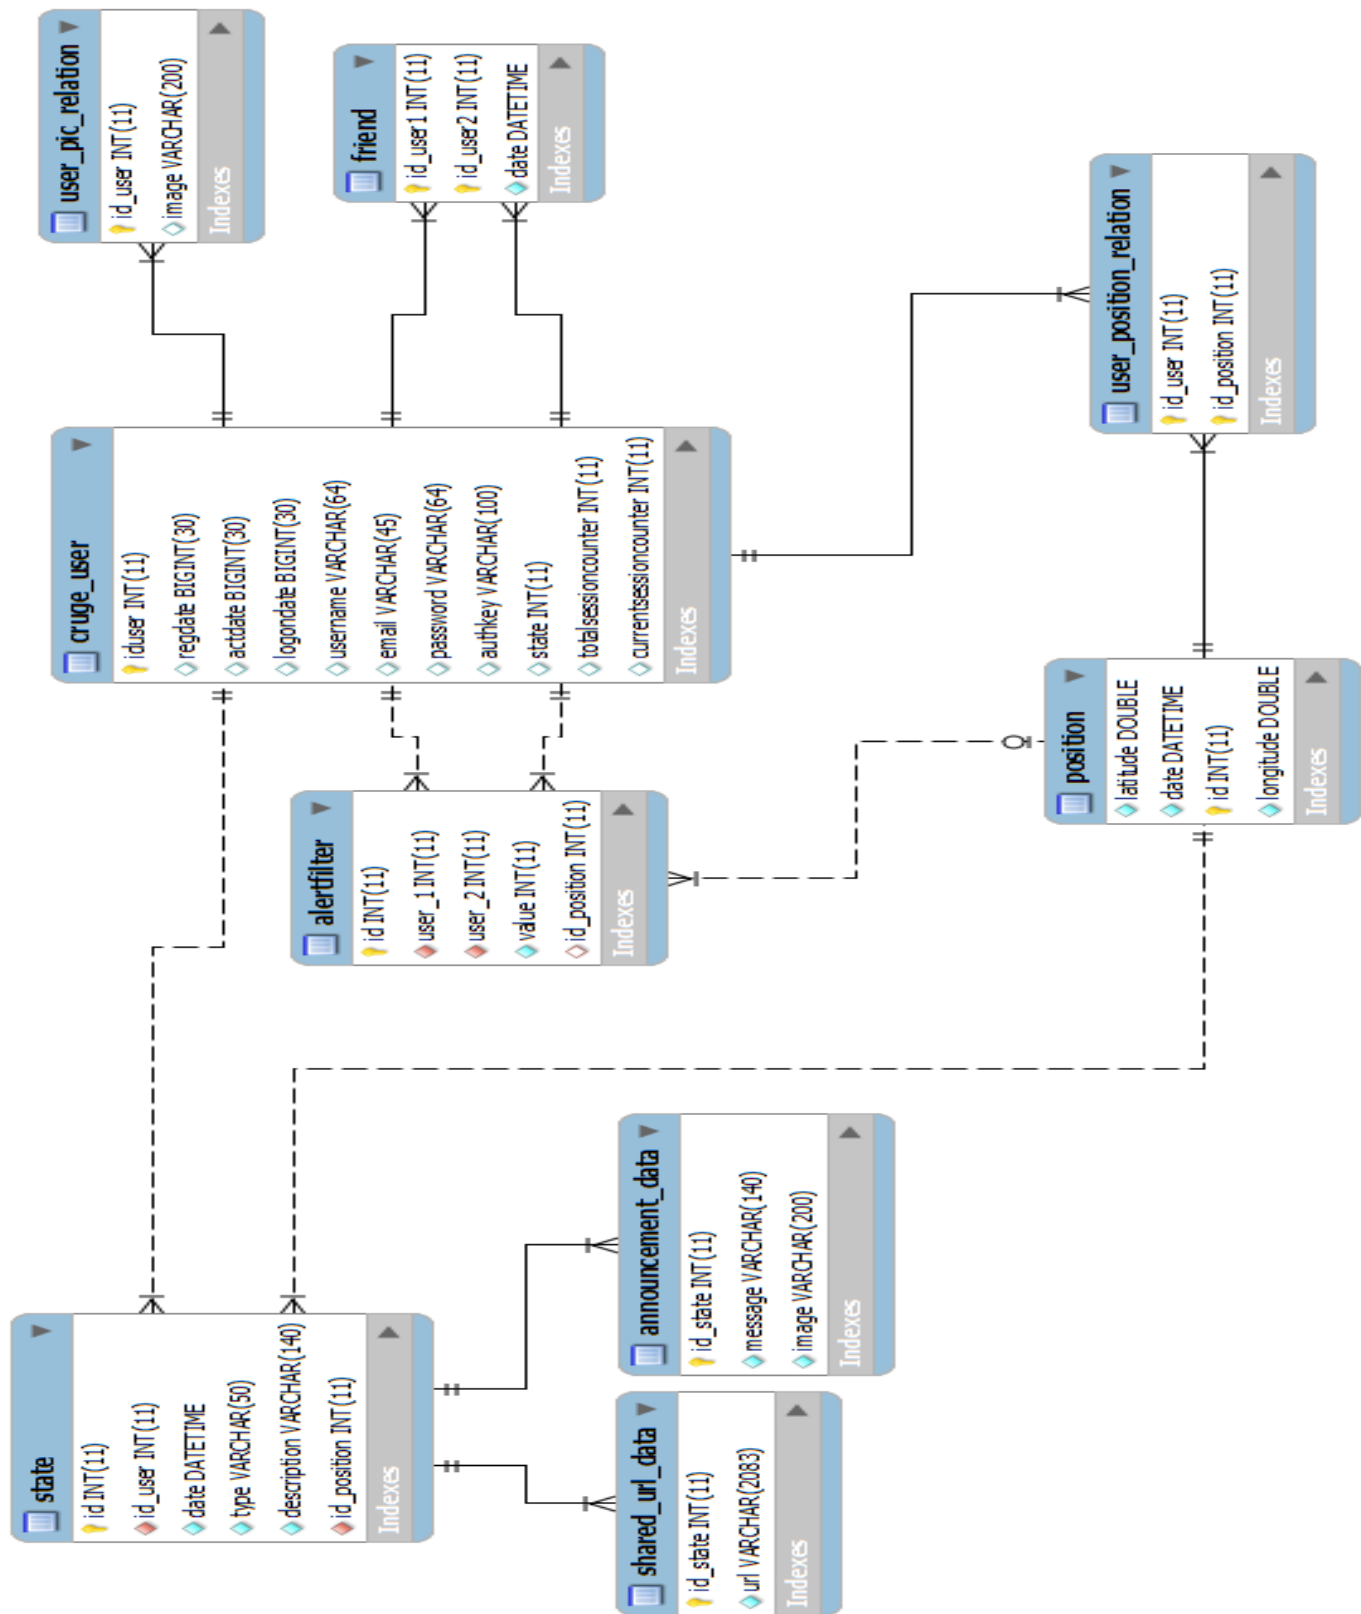 state
id INT(11)
id_user INT(11)
date DATETIME
type VARCHAR(50)
description VARCHAR(140)
id_position INT(11)
Indexes
shared_url_data
id_state INT(11)
url VARCHAR(2083)
Indexes
announcement_data
id_state INT(11)
message VARCHAR(140)
image VARCHAR(200)
Indexes
alertfilter
id INT(11)
user_1 INT(11)
user_2 INT(11)
value INT(11)
id_position INT(11)
Indexes
position
latitude DOUBLE
date DATETIME
id INT(11)
longitude DOUBLE
Indexes
cruge_user
iduser INT(11)
regdate BIGINT(30)
actdate BIGINT(30)
logondate BIGINT(30)
username VARCHAR(64)
email VARCHAR(45)
password VARCHAR(64)
authkey VARCHAR(100)
state INT(11)
totalsessioncounter INT(11)
currentsessioncounter INT(11)
Indexes
user_position_relation
id_user INT(11)
id_position INT(11)
Indexes
user_pic_relation
id_user INT(11)
image VARCHAR(200)
Indexes
friend
id_user1 INT(11)
id_user2 INT(11)
date DATETIME
Indexes